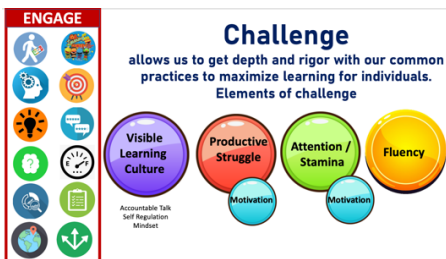 ENGAGE
Challenge
allows us to get depth and rigor with our common
practices to maximize learning for individuals.
Elements of challenge
Visible
Learning
Culture
Productive
Struggle
Attention /
Stamina
Fluency
Motivation
Motivation
Accountable Talk
Self Regulation
Mindset